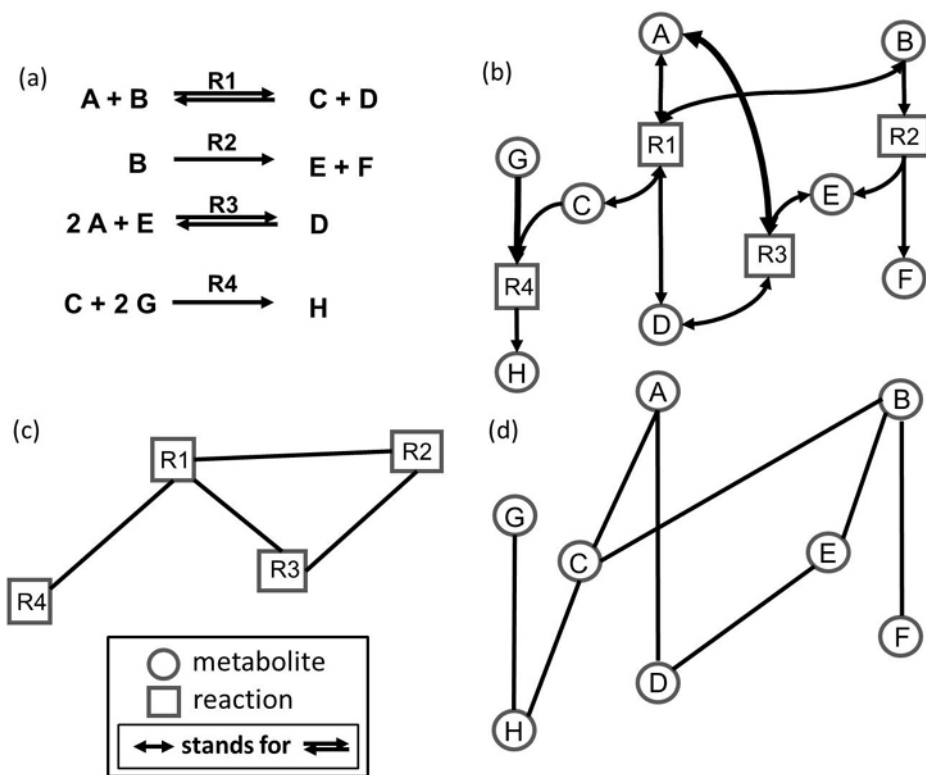 (a)
R1
A + B C + D
R2
B E + F
R3
2 A + E D
R4
C + 2 G H
(b)
A
B
R1
R2
G
C
E
R3
R4
F
D
H
(c)
R1
R2
R3
R4
metabolite
reaction
stands for
(d)
A
B
G
C
E
F
D
H